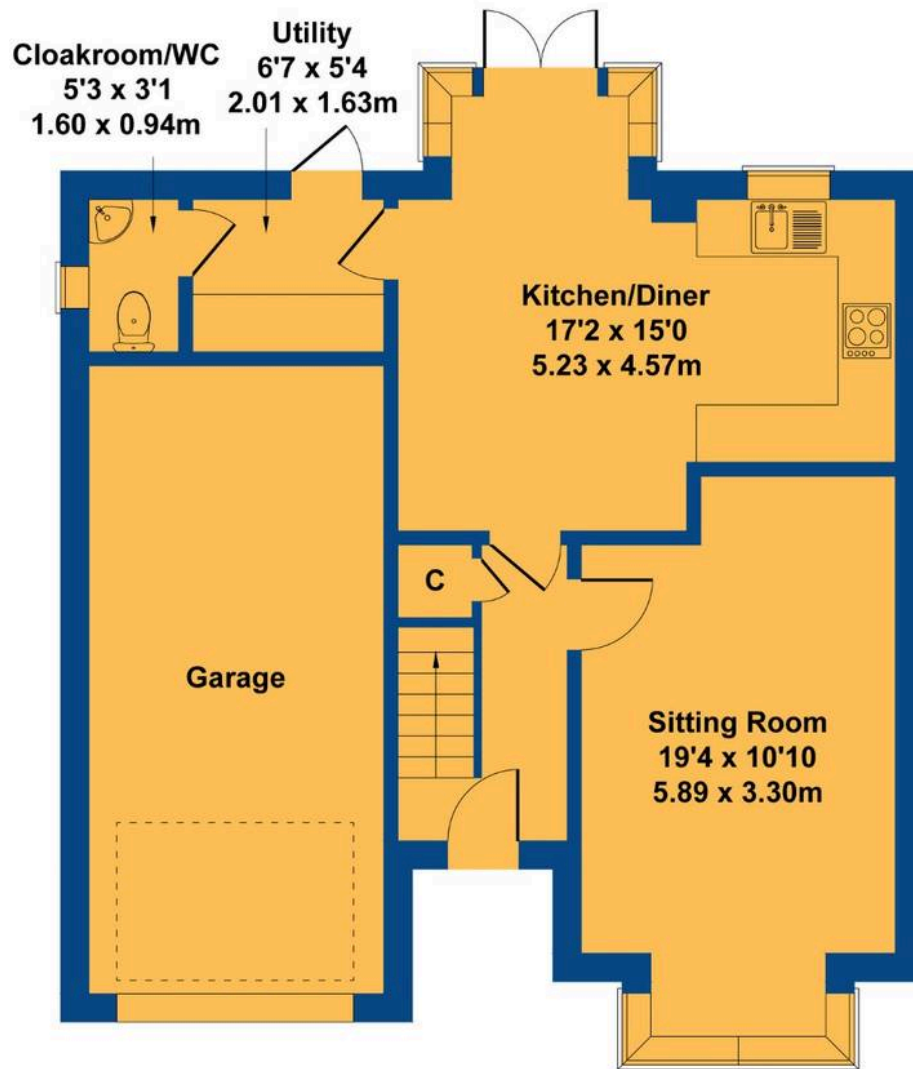 Cloakroom/WC
5'3 x 3'1
1.60 x 0.94m
Utility
6'7 x 5'4
2.01 x 1.63m
Kitchen/Diner
17'2 x 15'0
5.23 x 4.57m
C
Garage
Sitting Room
19'4 x 10'10
5.89 x 3.30m